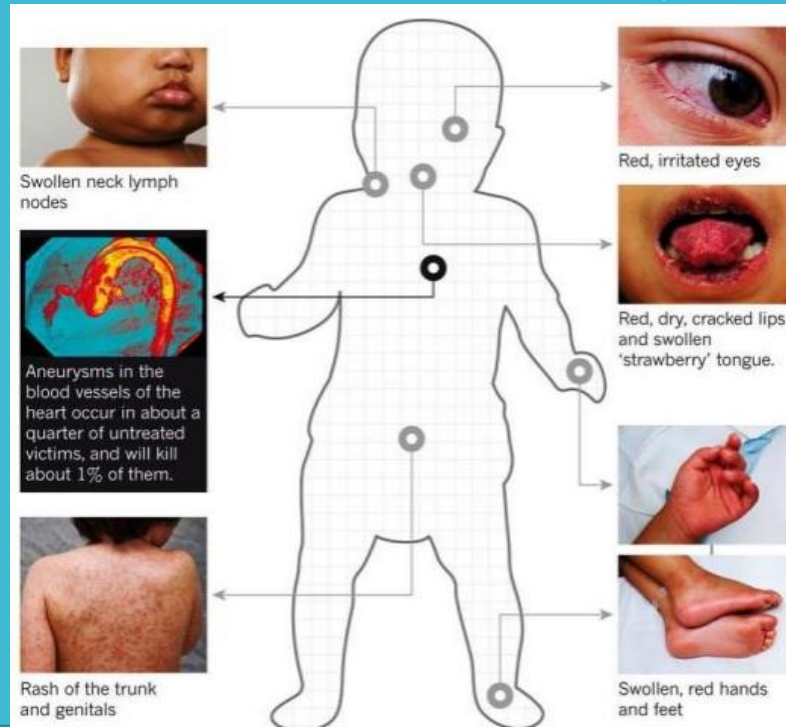 Swollen neck lymph
nodes
Aneurysms in the
blood vessels of the
heart occur in about a
quarter of untreated
victims, and will kill
about 1% of them.
Rash of the trunk
and genitals
Red, irritated eyes
Red, dry, cracked lips
and swollen
‘strawberry’ tongue.
Swollen, red hands
and feet